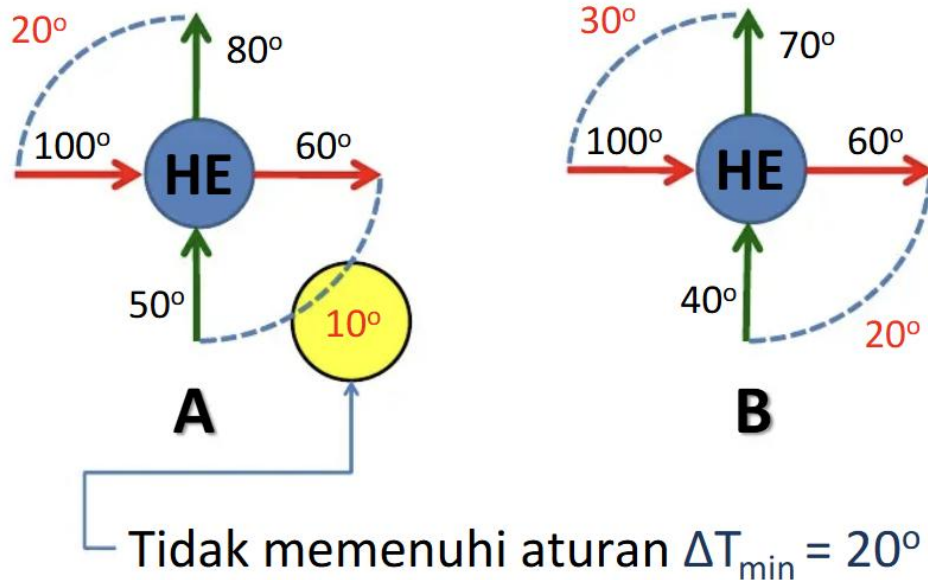 20º
80º
100º
HE
60º
50º
10º
A
30º
70º
100º
HE
60º
40º
20º
B
Tidak memenuhi aturan ΔTmin = 20º